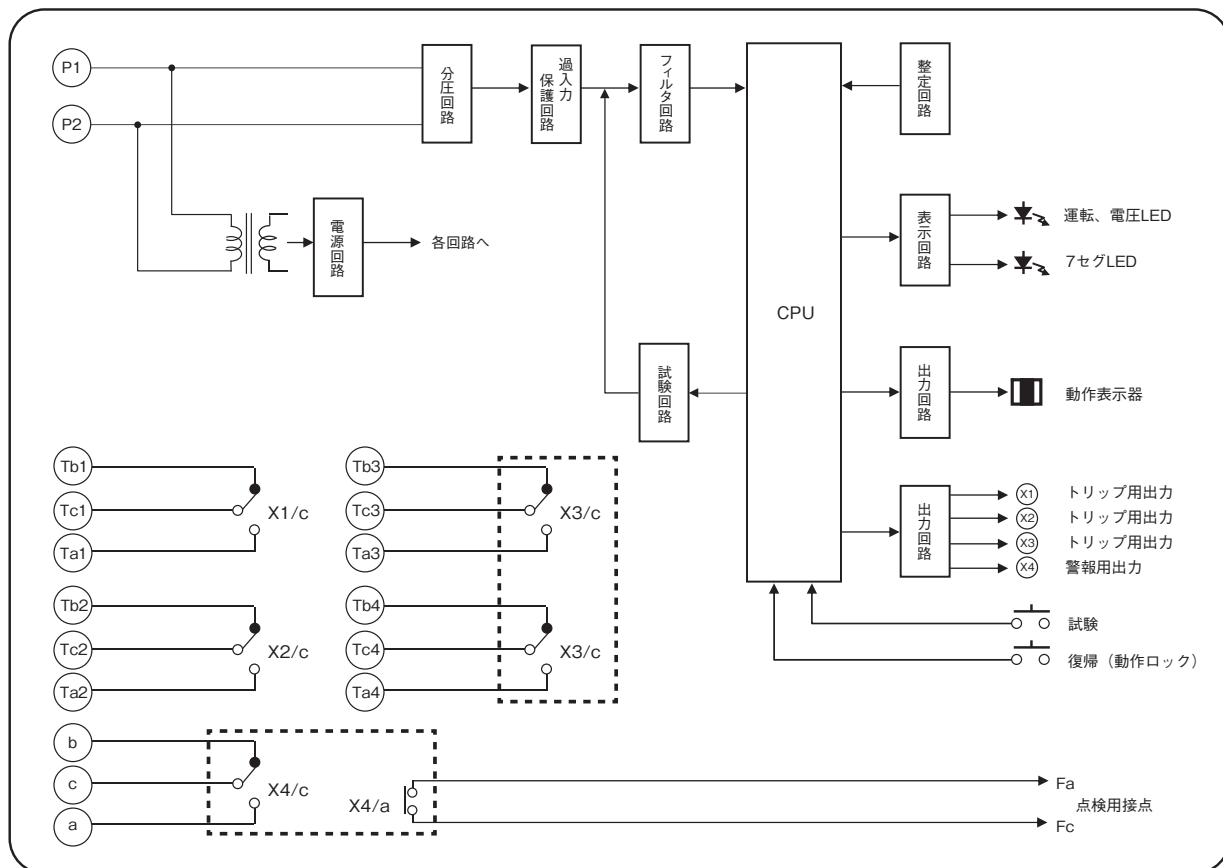 P1
P2
分圧回路
過入力
保護回路
フィルタ回路
整定回路
電源回路
各回路へ
CPU
表示回路
運転、電圧LED
7セグLED
試験回路
出力回路
動作表示器
出力回路
X1 トリップ用出力
X2 トリップ用出力
X3 トリップ用出力
X4 警報用出力
試験
復帰（動作ロック）
Tb1
Tc1
X1/c
Ta1
Tb3
Tc3
X3/c
Ta3
Tb2
Tc2
X2/c
Ta2
Tb4
Tc4
X3/c
Ta4
b
c
X4/c
a
X4/a
Fa
点検用接点
Fc